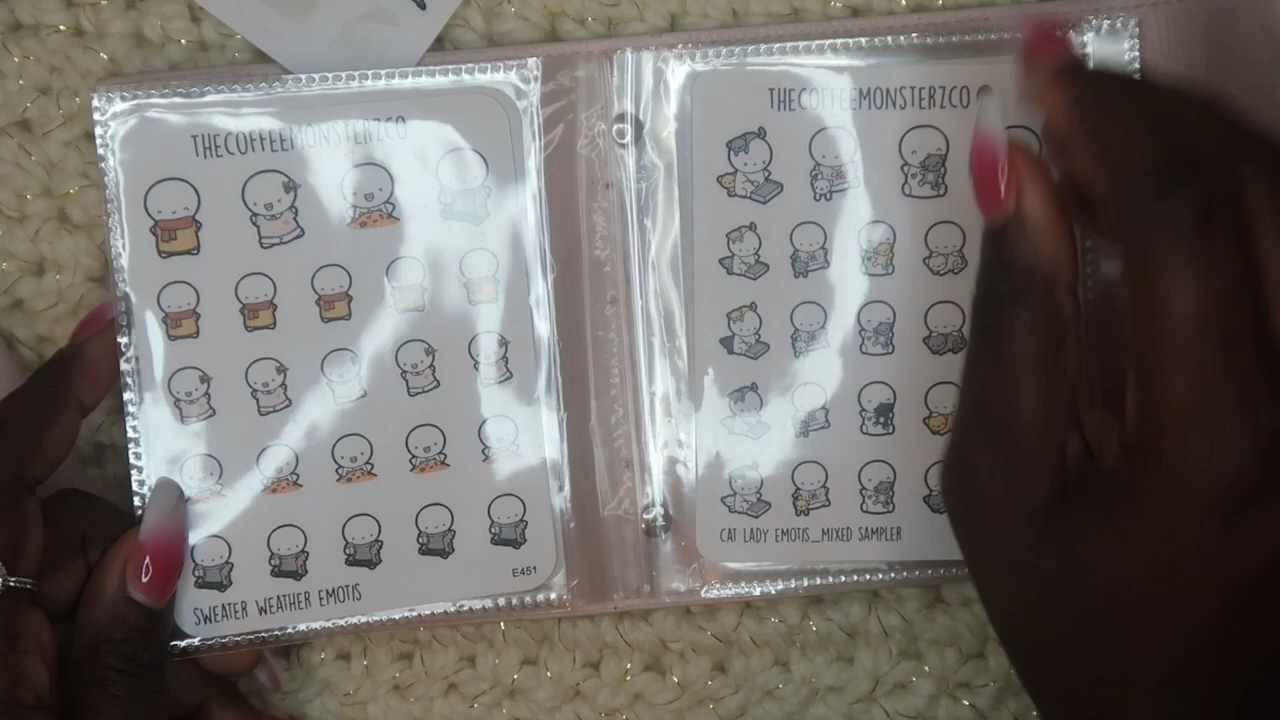 THECOFFEEMONSTERZCO
E451
SWEATER WEATHER EMOTIS
THECOFFEEMONSTERZCO
CAT LADY EMOTIS_MIXED SAMPLER